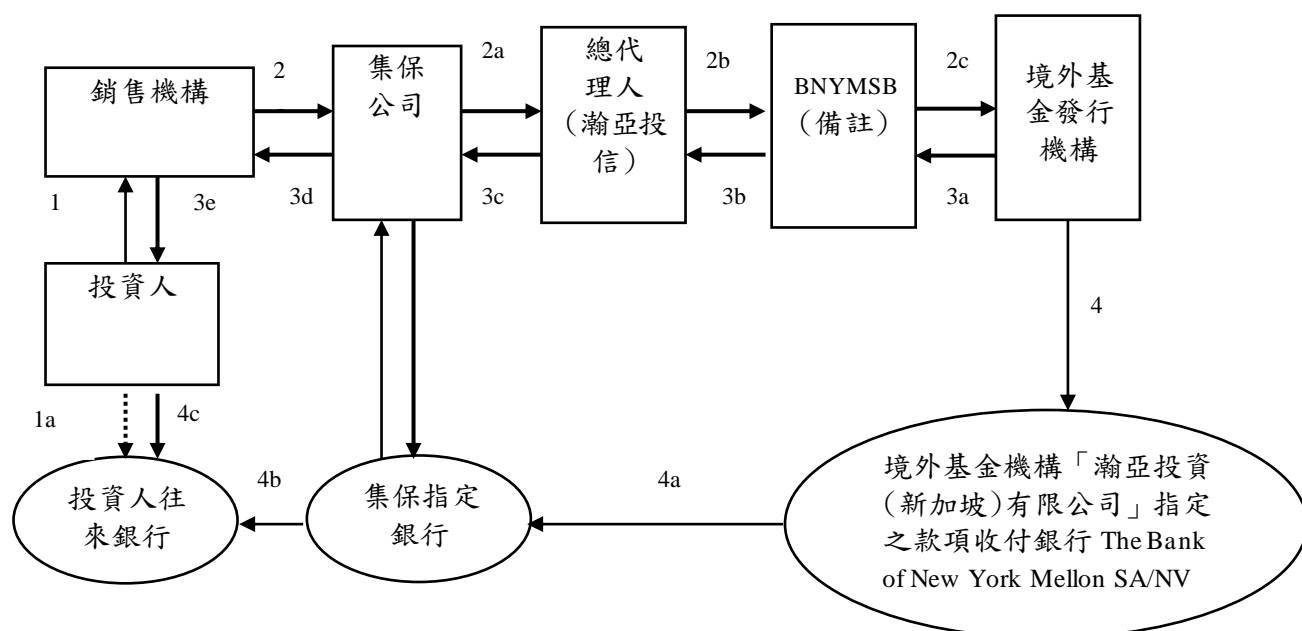 銷售機構
2
集保
公司
2a
總代
理人
（瀚亞投
信）
2b
BNYMSB
（備註）
2c
境外基
金發行
機構
1
3e
3d
3c
3b
3a
投資人
4
1a
4c
投資人往
來銀行
4b
集保指定
銀行
4a
境外基金機構「瀚亞投資
(新加坡)有限公司」指定
之款項收付銀行 The Bank
of New York Mellon SA/NV